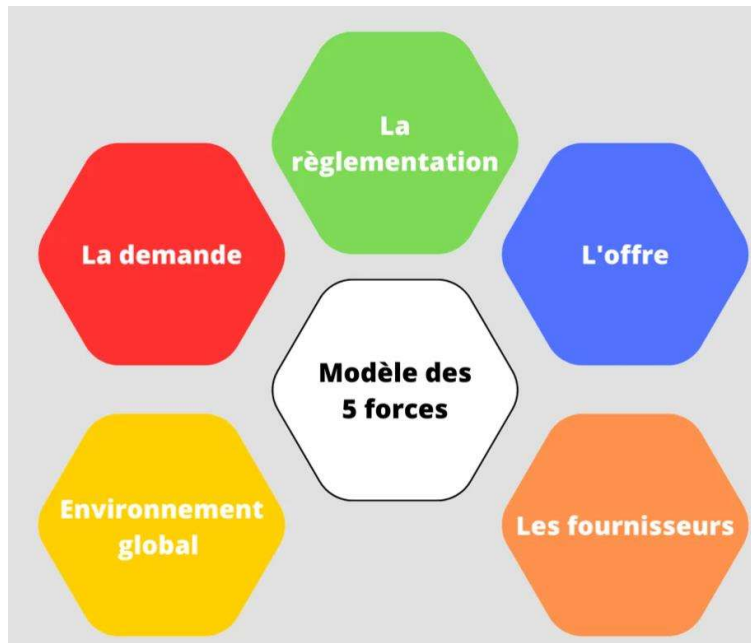 La
règlementation
La demande
L'offre
Modèle des
5 forces
Environnement
global
Les fournisseurs